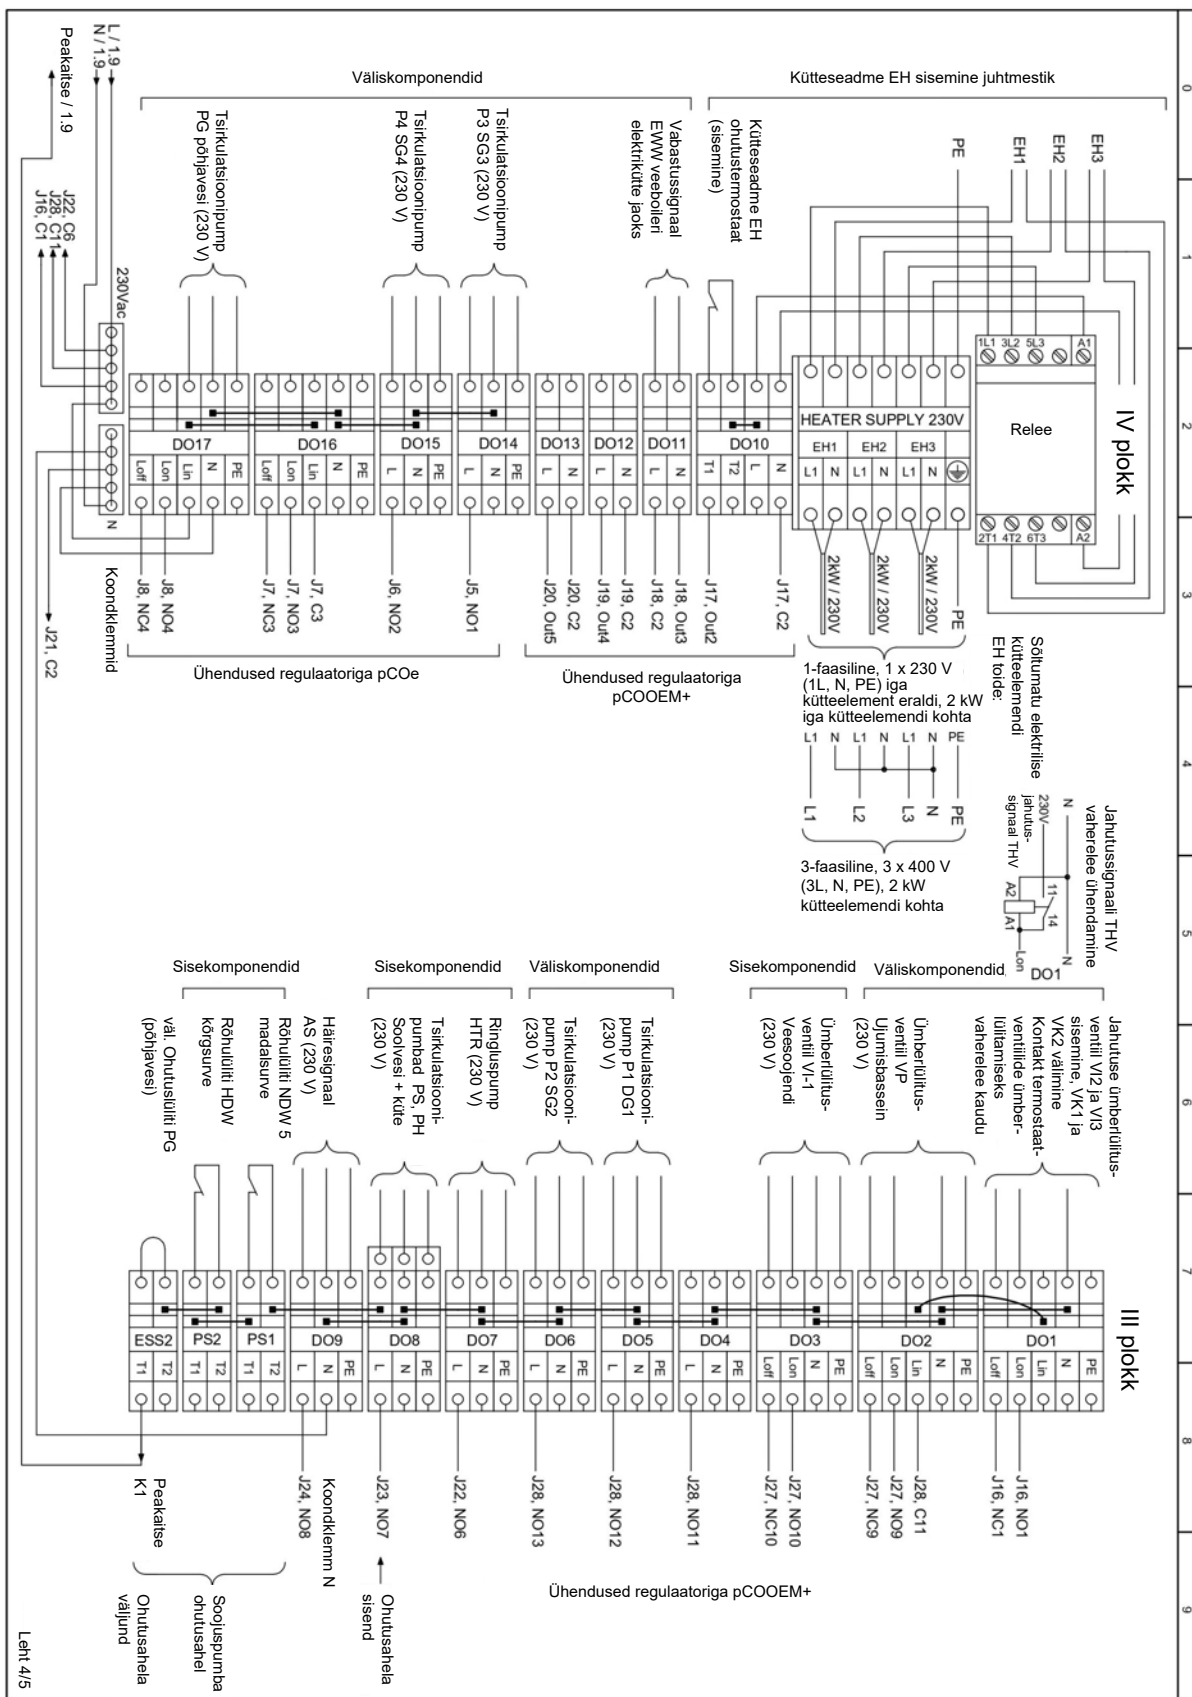 0
1
2
3
4
5
6
7
8
9
L / 1.9
N / 1.9
Peakaitse / 1.9
Väliskomponendid
Kütteseadme EH sisemine juhtmestik
Tsirkulatsioonipump
PG põhjavesi (230 V)
Tsirkulatsioonipump
P4 SG4 (230 V)
Tsirkulatsioonipump
P3 SG3 (230 V)
Vabastussignaal
EWW veeboileri
elektrikütte jaoks
Kütteseadme EH
ohutustermostaat
(sisemine)
PE
EH1
EH2
EH3
J22, C6
J28, C11
J16, C1
230Vac
N
Koondklemmid
J21, C2
DO17
Loff
Lon
Lin
N
PE
DO16
Loff
Lon
Lin
N
PE
DO15
L
N
PE
DO14
L
N
PE
DO13
L
N
DO12
L
N
DO11
L
N
DO10
T1
T2
L
N
HEATER SUPPLY 230V
EH1
EH2
EH3
L1
N
L1
N
L1
N
1L1
3L2
5L3
A1
Relee
2T1
4T2
6T3
A2
IV plokk
J8, NC4
J8, NO4
J7, NC3
J7, NO3
J7, C3
J6, NO2
J5, NO1
J20, Out5
J20, C2
J19, Out4
J19, C2
J18, C2
J18, Out3
J17, Out2
J17, C2
2kW / 230V
2kW / 230V
2kW / 230V
PE
Ühendused regulaatoriga pCOe
Ühendused regulaatoriga
pCOOEM+
1-faasiline, 1 x 230 V
(1L, N, PE) iga
kütteelement eraldi, 2 kW
iga kütteelemendi kohta
L1
N
L1
N
L1
N
PE
L1
L2
L3
N
PE
3-faasiline, 3 x 400 V
(3L, N, PE), 2 kW
kütteelemendi kohta
Sõltumatu elektrilise
kütteelemendi
EH toide:
Jahutussignaali THV
vaherelee ühendamine
N
230V
jahutus-
signaal THV
A2
A1
11
14
Lon
N
DO1
Sisekomponendid
Sisekomponendid
Väliskomponendid
Sisekomponendid
Väliskomponendid
väl. Ohutuslüliti PG
(põhjavesi)
Rõhulüliti HDW
kõrgsurve
Rõhulüliti NDW 5
madalsurve
Häiresignaal
AS (230 V)
Tsirkulatsiooni-
pumbad PS, PH
Soolvesi + küte
(230 V)
Ringluspump
HTR (230 V)
Tsirkulatsiooni-
pump P2 SG2
(230 V)
Tsirkulatsiooni-
pump P1 DG1
(230 V)
Ümberlülitus-
ventiil VI-1
Veesoojendi
(230 V)
Ümberlülitus-
ventiil VP
Ujumisbassein
(230 V)
Jahutuse ümberlülitus-
ventiil VI2 ja VI3
sisemine, VK1 ja
VK2 välimine
Kontakt termostaat-
ventiilide ümber-
lülitamiseks
vaherelee kaudu
ESS2
T1
T2
PS2
T1
T2
PS1
T1
T2
DO9
L
N
PE
DO8
L
N
PE
DO7
L
N
PE
DO6
L
N
PE
DO5
L
N
PE
DO4
L
N
PE
DO3
Loff
Lon
N
PE
DO2
Loff
Lon
Lin
N
PE
DO1
Loff
Lon
Lin
N
PE
III plokk
Peakaitse
K1
J24, NO8
Koondklemm N
J23, NO7
J22, NO6
J28, NO13
J28, NO12
J28, NO11
J27, NC10
J27, NO10
J27, NC9
J27, NO9
J28, C11
J16, NC1
J16, NO1
Ohutusahela
väljund
Soojuspumba
ohutusahel
Ohutusahela
sisend
Ühendused regulaatoriga pCOOEM+
Leht 4/5